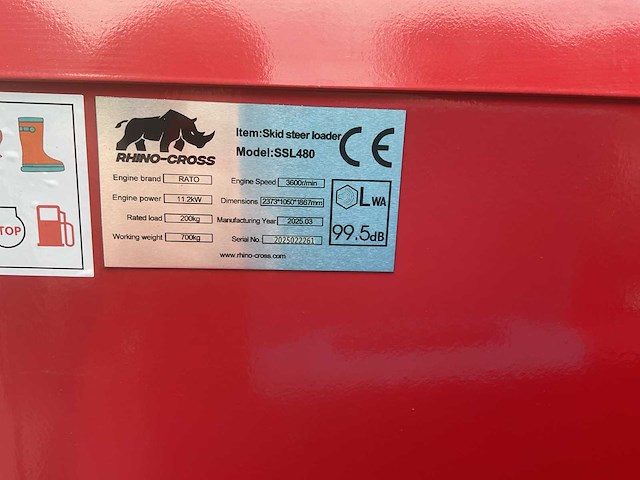 RHINO-CROSS
Item:Skid steer loader
Model:SSL480
CE
Engine brand RATO
Engine Speed 3600r/min
Engine power 11.2kW
Dimensions 2373*1050*1867mm
Rated load 200kg
Manufacturing Year 2025.03
Working weight 700kg
Serial No.: 2025022261
www.rhino-cross.com
LWA
99.5dB
TOP